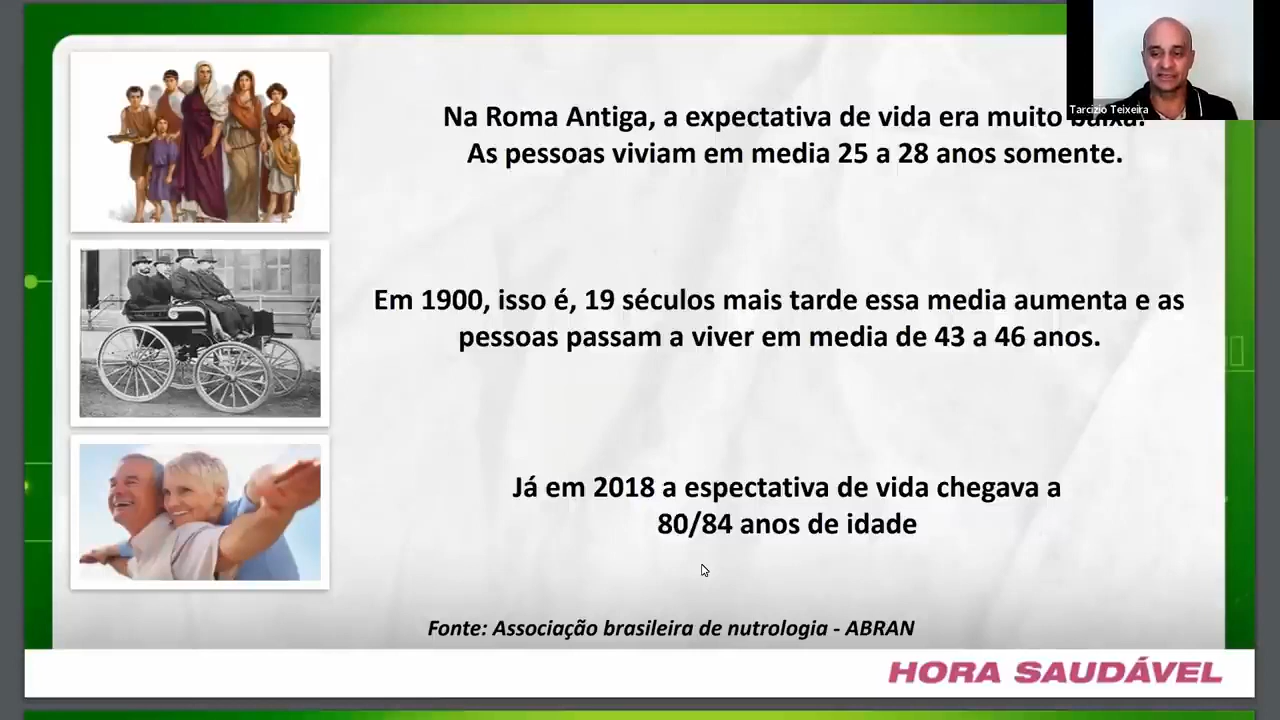 Na Roma Antiga, a expectativa de vida era muito baixa.
As pessoas viviam em media 25 a 28 anos somente.
Tarcizio Teixeira
Em 1900, isso é, 19 séculos mais tarde essa media aumenta e as
pessoas passam a viver em media de 43 a 46 anos.
Já em 2018 a espectativa de vida chegava a
80/84 anos de idade
Fonte: Associação brasileira de nutrologia - ABRAN
HORA SAUDÁVEL